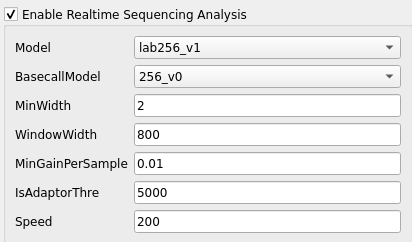 Enable Realtime Sequencing Analysis
Model lab256_v1
BasecallModel 256_v0
MinWidth 2
WindowWidth 800
MinGainPerSample 0.01
IsAdaptorThre 5000
Speed 200